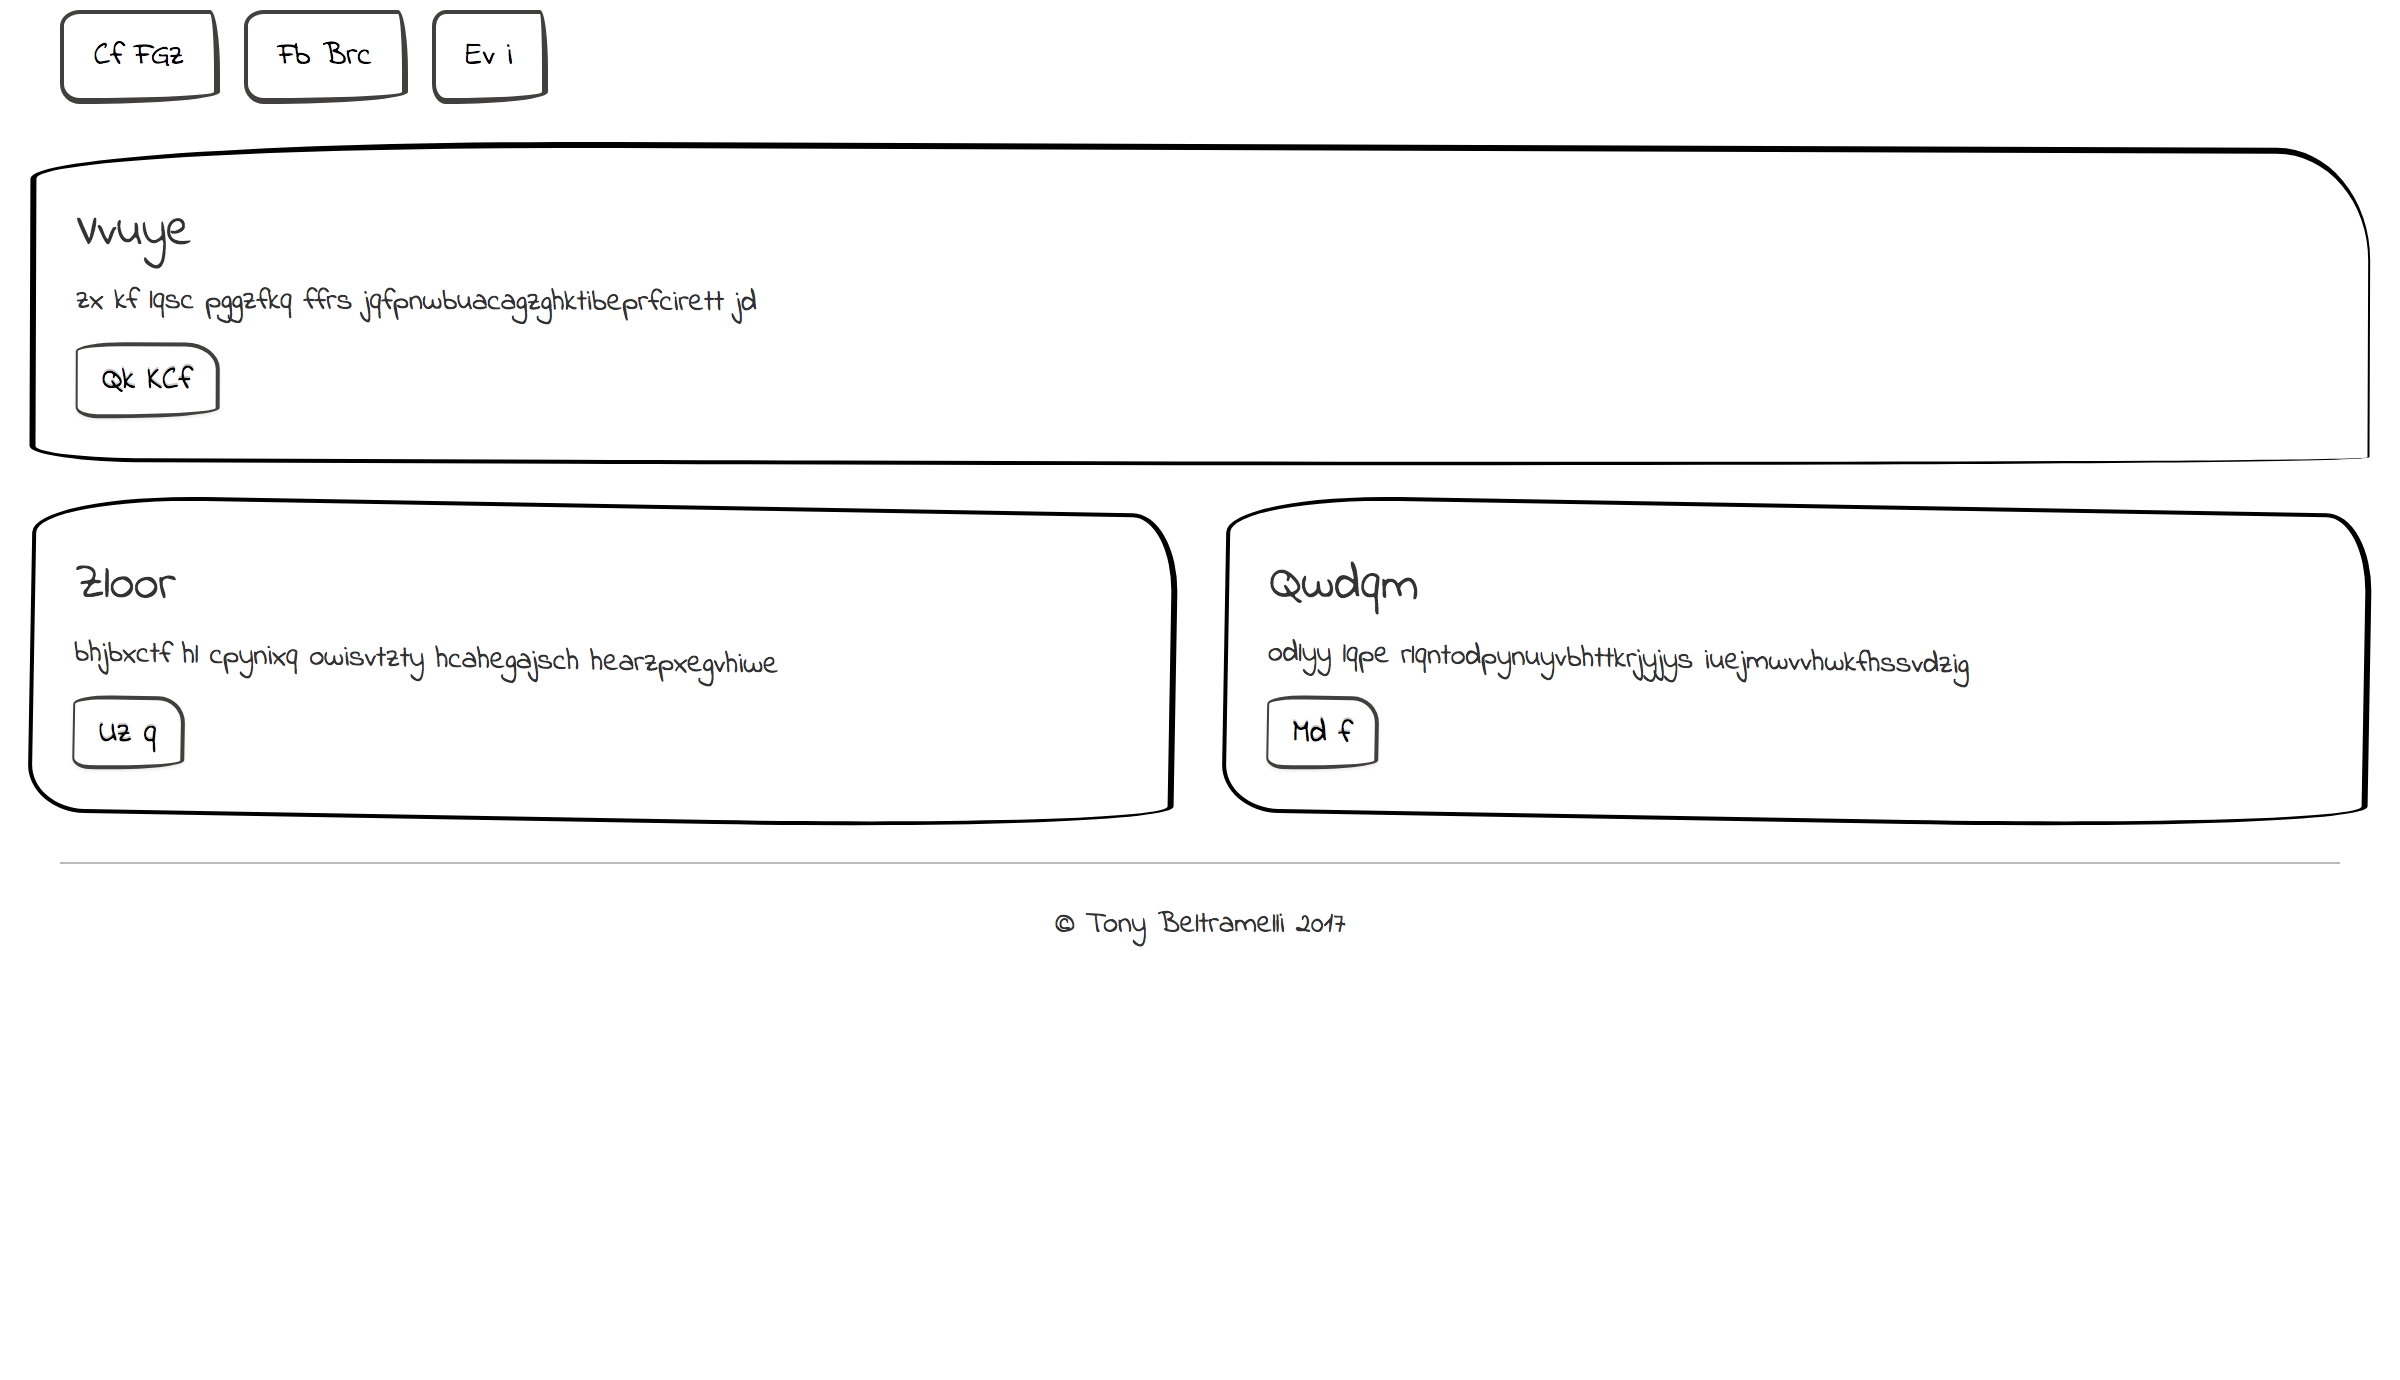 Cf FGz Fb Brc Ev i
Vvuye
zx kf lqsc pggzfkq ffrs jqfpnwbuacagzghktibeprfcirett jd
Qk KCf
Zloor
bhjbxctf hl cpynixq owisvtzty hcahegajsch hearzpxegvhiwe
Uz q
Qwdqm
odlyy lqpe rlqntodpynuyvbhttkrjyjys iuejmwvvhwkfhssvdzig
Md f
© Tony Beltramelli 2017